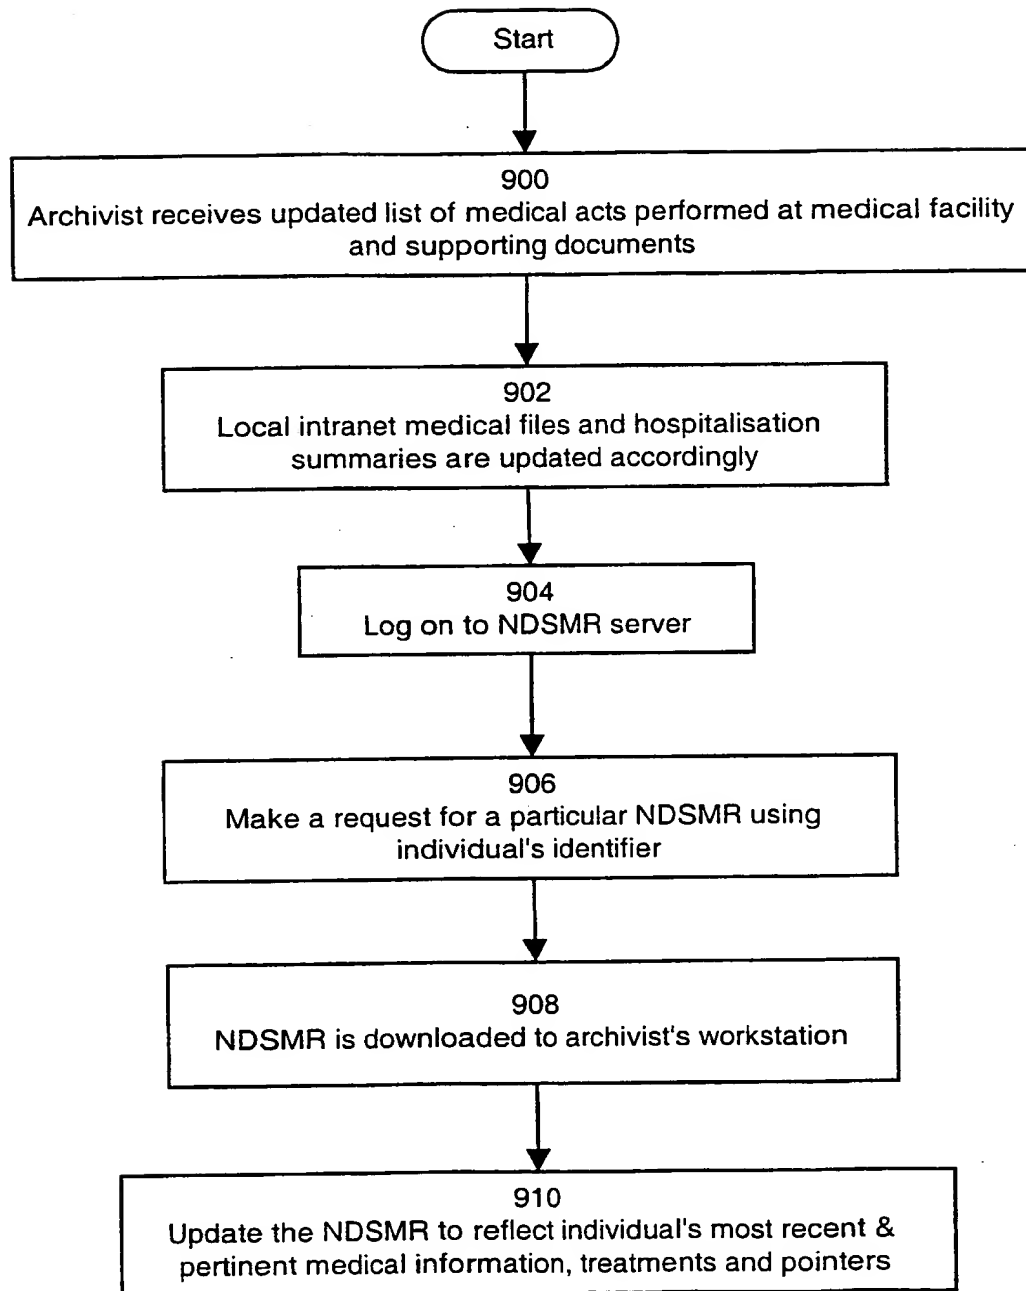 Start
900
Archivist receives updated list of medical acts performed at medical facility
and supporting documents
902
Local intranet medical files and hospitalisation
summaries are updated accordingly
904
Log on to NDSMR server
906
Make a request for a particular NDSMR using
individual's identifier
908
NDSMR is downloaded to archivist's workstation
910
Update the NDSMR to reflect individual's most recent &
pertinent medical information, treatments and pointers